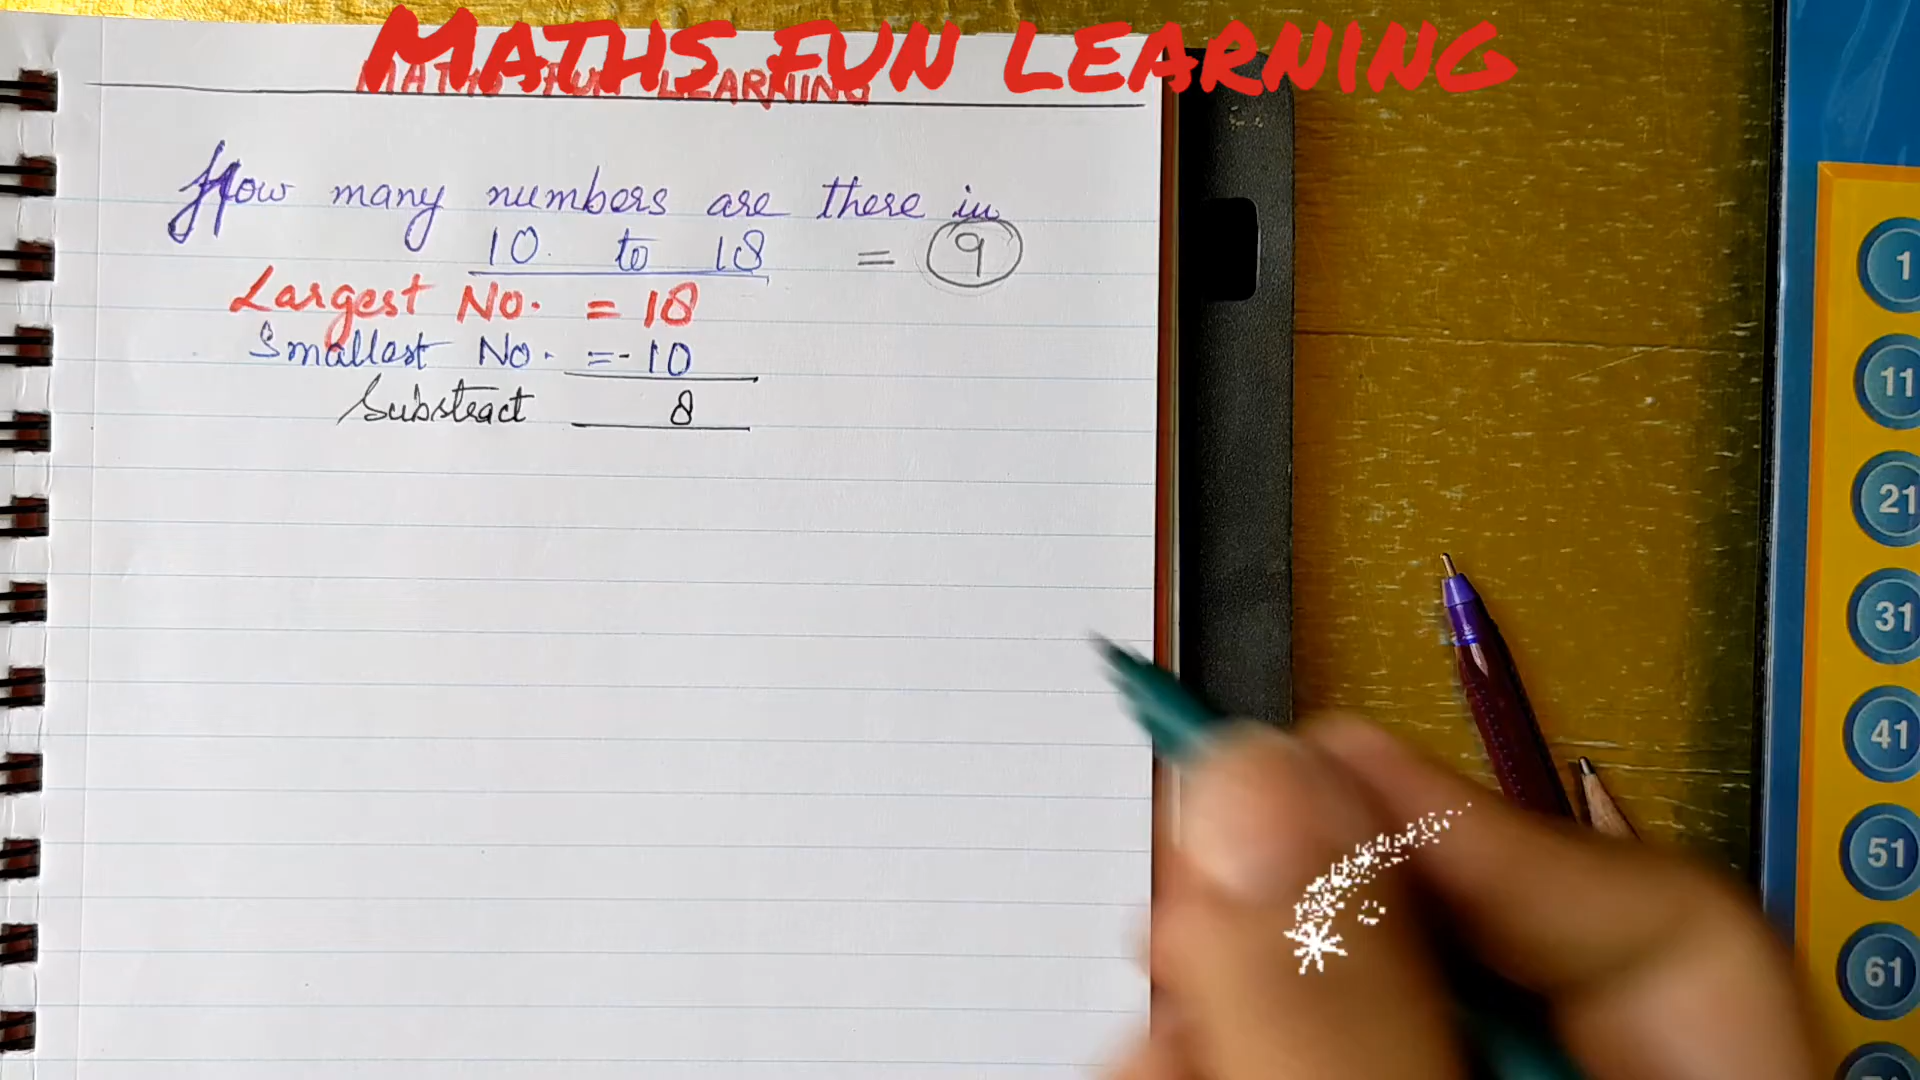 MATHS FUN LEARNING
MATHS FUN LEARNING
How many numbers are there in
10. to 18 = 9
Largest No. = 18
Smallest No. = - 10
Substract 8
1
11
21
31
41
51
61